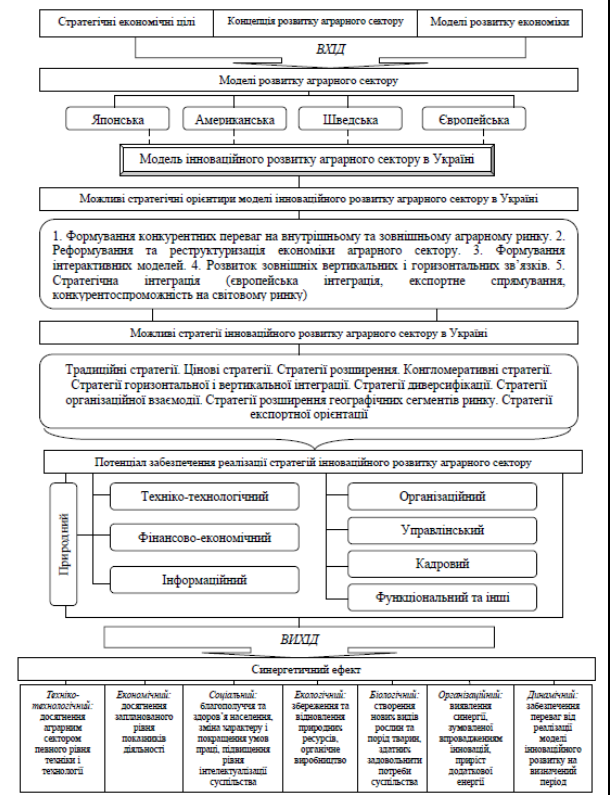 Стратегічні економічні цілі
Концепція розвитку аграрного сектору
Моделі розвитку економіки
ВХІД
Моделі розвитку аграрного сектору
Японська
Американська
Шведська
Європейська
Модель інноваційного розвитку аграрного сектору в Україні
Можливі стратегічні орієнтири моделі інноваційного розвитку аграрного сектору в Україні
1. Формування конкурентних переваг на внутрішньому та зовнішньому аграрному ринку. 2.
Реформування та реструктуризація економіки аграрного сектору. 3. Формування
інтерактивних моделей. 4. Розвиток зовнішніх вертикальних і горизонтальних зв’язків. 5.
Стратегічна інтеграція (європейська інтеграція, експортне спрямування,
конкурентоспроможність на світовому ринку)
Можливі стратегії інноваційного розвитку аграрного сектору в Україні
Традиційні стратегії. Цінові стратегії. Стратегії розширення. Конгломеративні стратегії.
Стратегії горизонтальної і вертикальної інтеграції. Стратегії диверсифікації. Стратегії
організаційної взаємодії. Стратегії розширення географічних сегментів ринку. Стратегії
експортної орієнтації
Потенціал забезпечення реалізації стратегій інноваційного розвитку аграрного сектору
Природний
Техніко-технологічний
Фінансово-економічний
Інформаційний
Організаційний
Управлінський
Кадровий
Функціональний та інші
ВИХІД
Синергетичний ефект
Техніко-
технологічний:
досягнення
аграрним
сектором
певного рівня
техніки і
технології
Економічний:
досягнення
запланованого
рівня
показників
діяльності
Соціальний:
благополуччя та
здоров’я населення,
зміна характеру і
покращення умов
праці, підвищення
рівня
інтелектуалізації
суспільства
Екологічний:
збереження та
відновлення
природних
ресурсів,
органічне
виробництво
Біологічний:
створення
нових видів
рослин та
порід тварин,
здатних
задовольнити
потреби
суспільства
Організаційний:
виявлення
синергії,
зумовленої
впровадженням
інновацій,
приріст
додаткової
енергії
Динамічний:
забезпечення
переваг від
реалізації
моделі
інноваційного
розвитку на
визначений
період